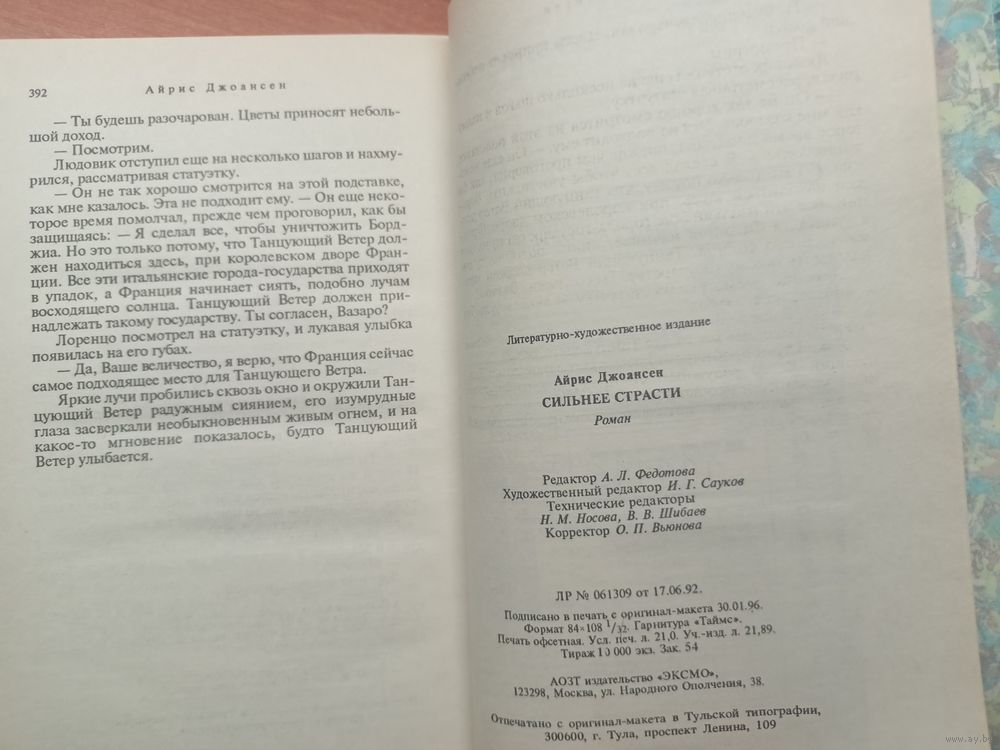 392
Айрис Джоансен
— Ты будешь разочарован. Цветы приносят неболь-
шой доход.
— Посмотрим.
Людовик отступил еще на несколько шагов и нахму-
рился, рассматривая статуэтку.
— Он не так хорошо смотрится на этой подставке,
как мне казалось. Эта не подходит ему. — Он еще неко-
торое время помолчал, прежде чем проговорил, как бы
защищаясь: — Я сделал все, чтобы уничтожить Борд-
жиа. Но это только потому, что Танцующий Ветер дол-
жен находиться здесь, при королевском дворе Фран-
ции. Все эти итальянские города-государства приходят
в упадок, а Франция начинает сиять, подобно лучам
восходящего солнца. Танцующий Ветер должен при-
надлежать такому государству. Ты согласен, Вазаро?
Лоренцо посмотрел на статуэтку, и лукавая улыбка
появилась на его губах.
— Да, Ваше величество, я верю, что Франция сейчас
самое подходящее место для Танцующего Ветра.
Яркие лучи пробились сквозь окно и окружили Тан-
цующий Ветер радужным сиянием, его изумрудные
глаза засверкали необыкновенным живым огнем, и на
какое-то мгновение показалось, будто Танцующий
Ветер улыбается.
Литературно-художественное издание
Айрис Джоансен
СИЛЬНЕЕ СТРАСТИ
Роман
Редактор А. Л. Федотова
Художественный редактор И. Г. Сауков
Технические редакторы
Н. М. Носова, В. В. Шибаев
Корректор О. П. Вьюнова
ЛР № 061309 от 17.06.92.
Подписано в печать с оригинал-макета 30.01.96.
Формат 84×108 1/32. Гарнитура «Таймс».
Печать офсетная. Усл. печ. л. 21,0. Уч.-изд. л. 21,89.
Тираж 10 000 экз. Зак. 54
АОЗТ издательство «ЭКСМО»,
123298, Москва, ул. Народного Ополчения, 38.
Отпечатано с оригинал-макета в Тульской типографии,
300600, г. Тула, проспект Ленина, 109